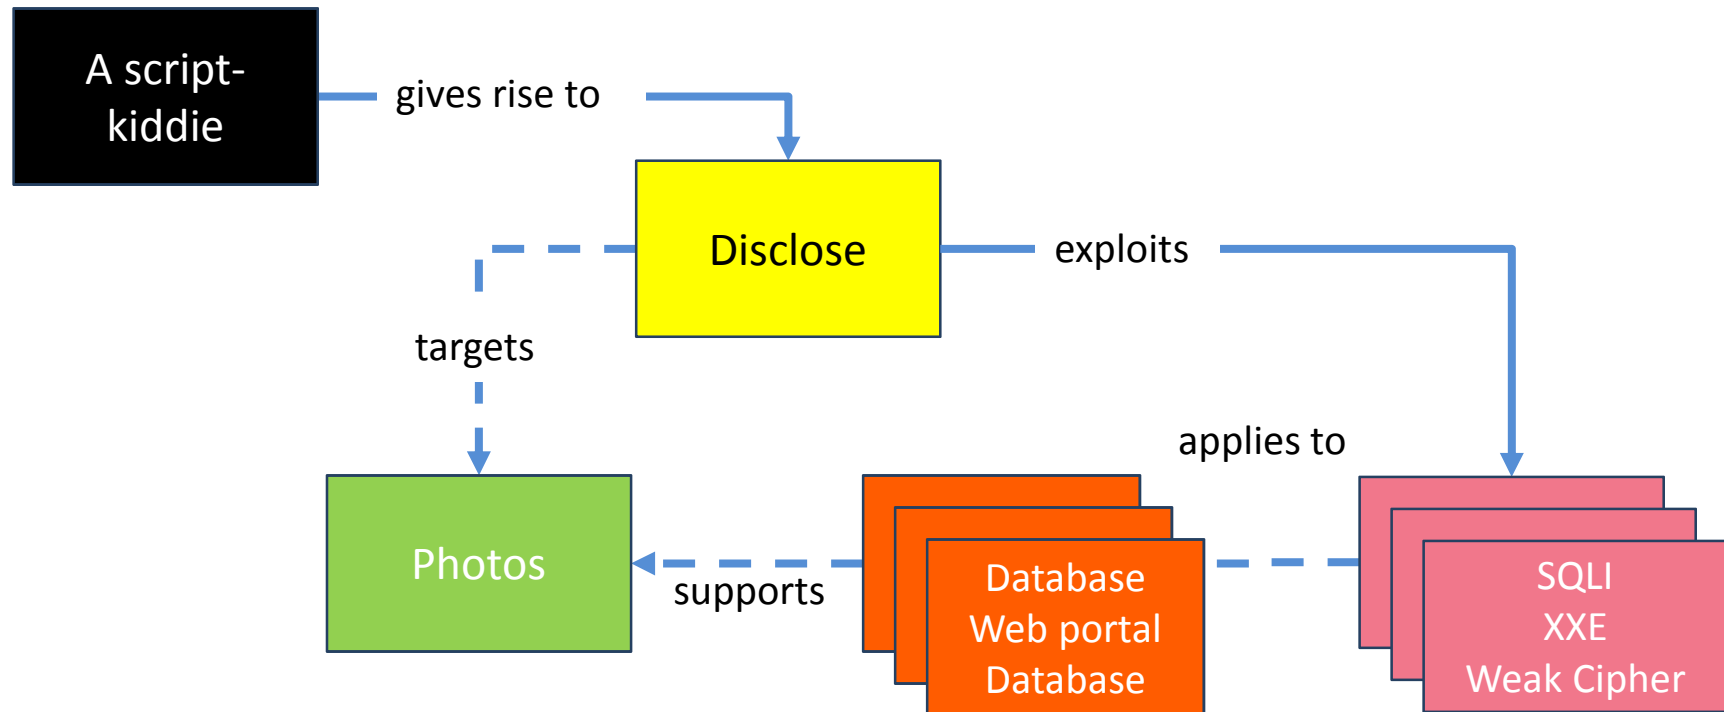 A script-
kiddie
gives rise to
Disclose
exploits
targets
applies to
Photos
supports
Database
Web portal
Database
SQLI
XXE
Weak Cipher